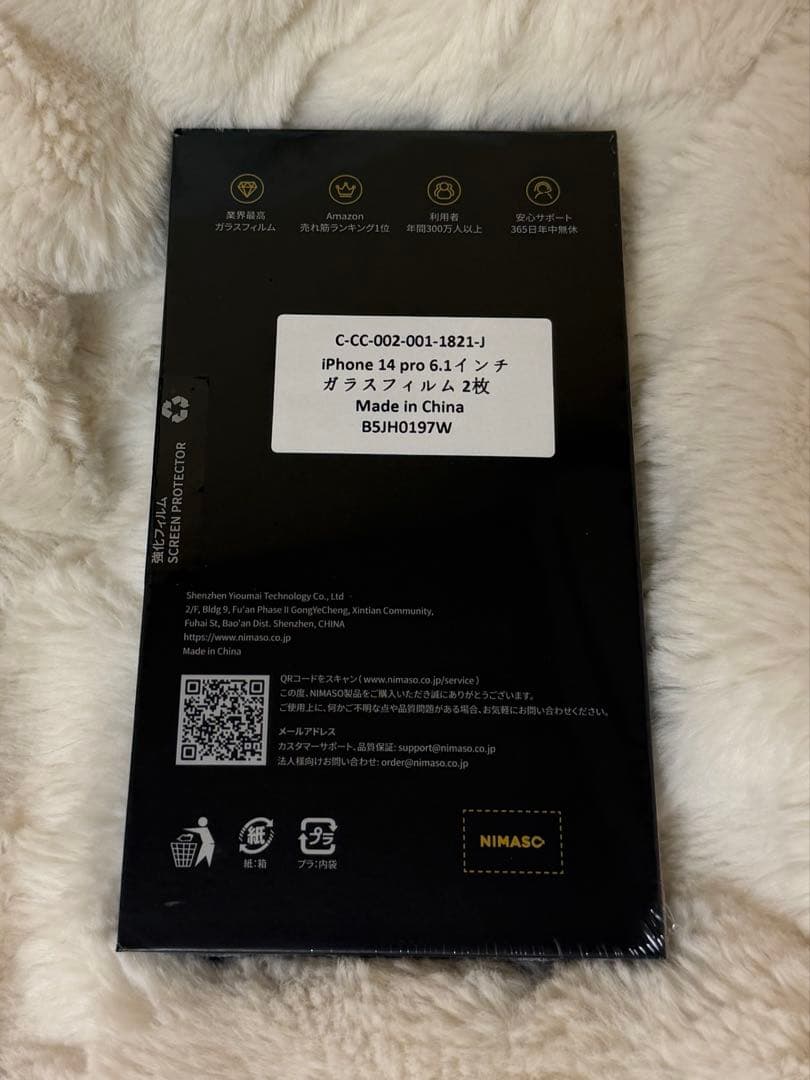 業界最高
ガラスフィルム
Amazon
売れ筋ランキング1位
利用者
年間300万人以上
安心サポート
365日年中無休
C-CC-002-001-1821-J
iPhone 14 pro 6.1インチ
ガラスフィルム 2枚
Made in China
B5JH0197W
強化フィルム
SCREEN PROTECTOR
Shenzhen Yioumai Technology Co., Ltd
2/F, Bldg 9, Fu'an Phase II GongYeCheng, Xintian Community,
Fuhai St, Bao'an Dist. Shenzhen, CHINA
https://www.nimaso.co.jp
Made in China
QRコードをスキャン(www.nimaso.co.jp/service)
この度、NIMASO製品をご購入いただき誠にありがとうございます。
ご使用上に、何かご不明な点や品質問題がある場合、お気軽にお問い合わせください。
メールアドレス
カスタマーサポート、品質保証: support@nimaso.co.jp
法人様向けお問い合わせ: order@nimaso.co.jp
紙
紙:箱
プラ
プラ:内袋
NIMASO